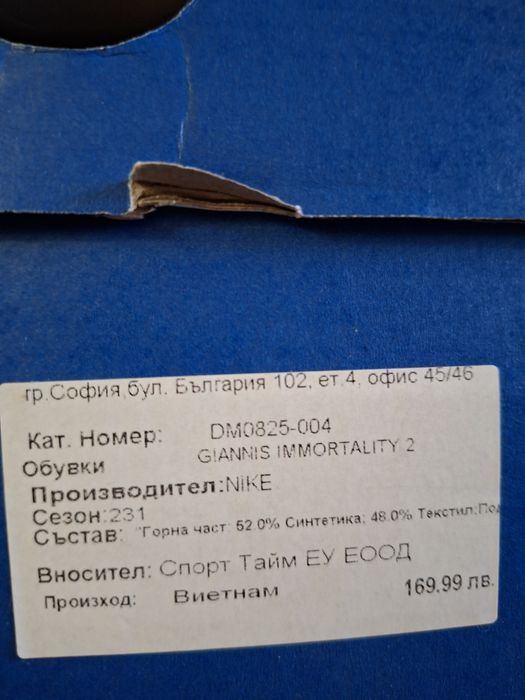 гр.София,бул. България 102, ет.4, офис 45/46
Кат. Номер: DM0825-004
Обувки GIANNIS IMMORTALITY 2
Производител:NIKE
Сезон:231
Състав: "Горна част: 52.0% Синтетика; 48.0% Текстил;Под
Вносител: Спорт Тайм ЕУ ЕООД
Произход: Виетнам 169.99 лв.